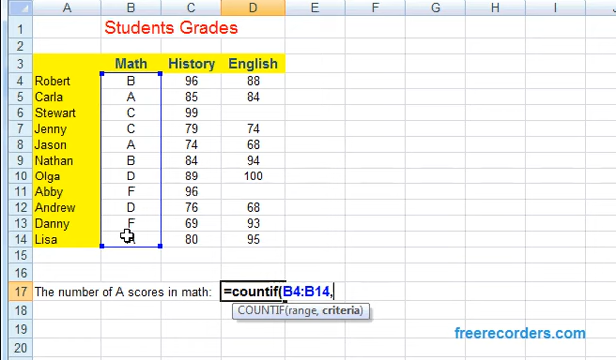 A B C D E F G H I J
1 Students Grades
2
3 Math History English
4 Robert B 96 88
5 Carla A 85 84
6 Stewart C 99
7 Jenny C 79 74
8 Jason A 74 68
9 Nathan B 84 94
10 Olga D 89 100
11 Abby F 96
12 Andrew D 76 68
13 Danny F 69 93
14 Lisa A 80 95
15
16
17 The number of A scores in math: =countif(B4:B14,
18 COUNTIF(range, criteria)
19
20 freerecorders.com
21